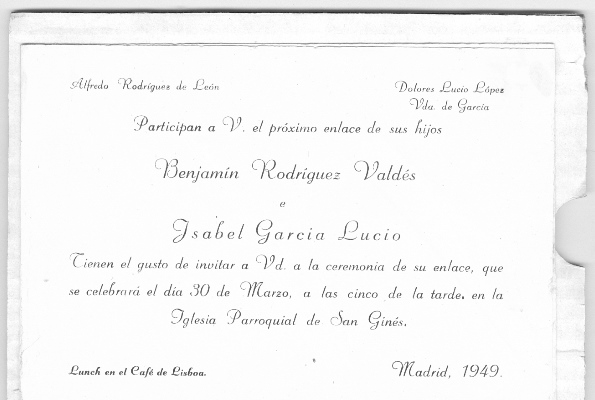 Alfredo Rodríguez de León
Dolores Lucio López
Vda. de García
Participan a V. el próximo enlace de sus hijos
Benjamín Rodríguez Valdés
e
Isabel García Lucio
Tienen el gusto de invitar a Vd. a la ceremonia de su enlace, que
se celebrará el día 30 de Marzo, a las cinco de la tarde, en la
Iglesia Parroquial de San Ginés.
Lunch en el Café de Lisboa.
Madrid, 1949.